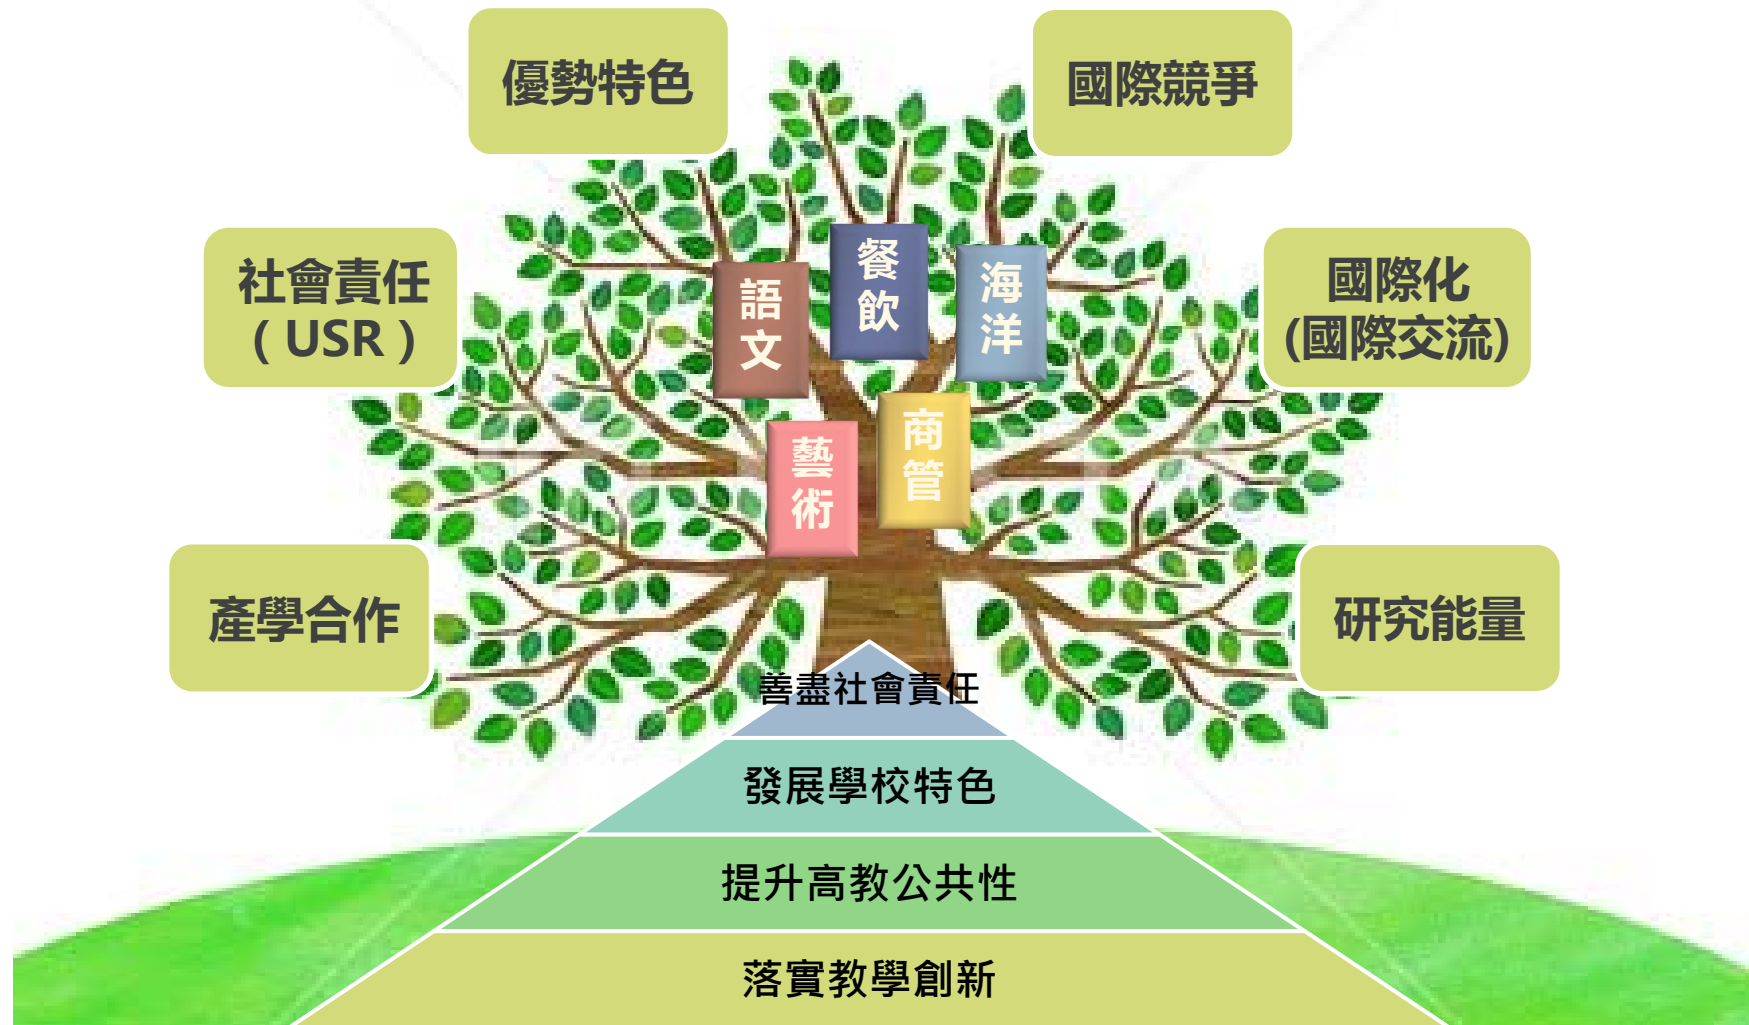 優勢特色
國際競爭
社會責任
（USR）
國際化
(國際交流)
產學合作
研究能量
語文
餐飲
海洋
藝術
商管
善盡社會責任
發展學校特色
提升高教公共性
落實教學創新